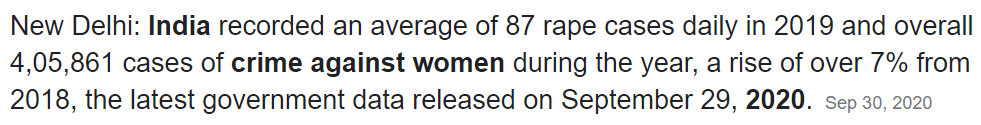 New Delhi: India recorded an average of 87 rape cases daily in 2019 and overall
4,05,861 cases of crime against women during the year, a rise of over 7% from
2018, the latest government data released on September 29, 2020. Sep 30, 2020